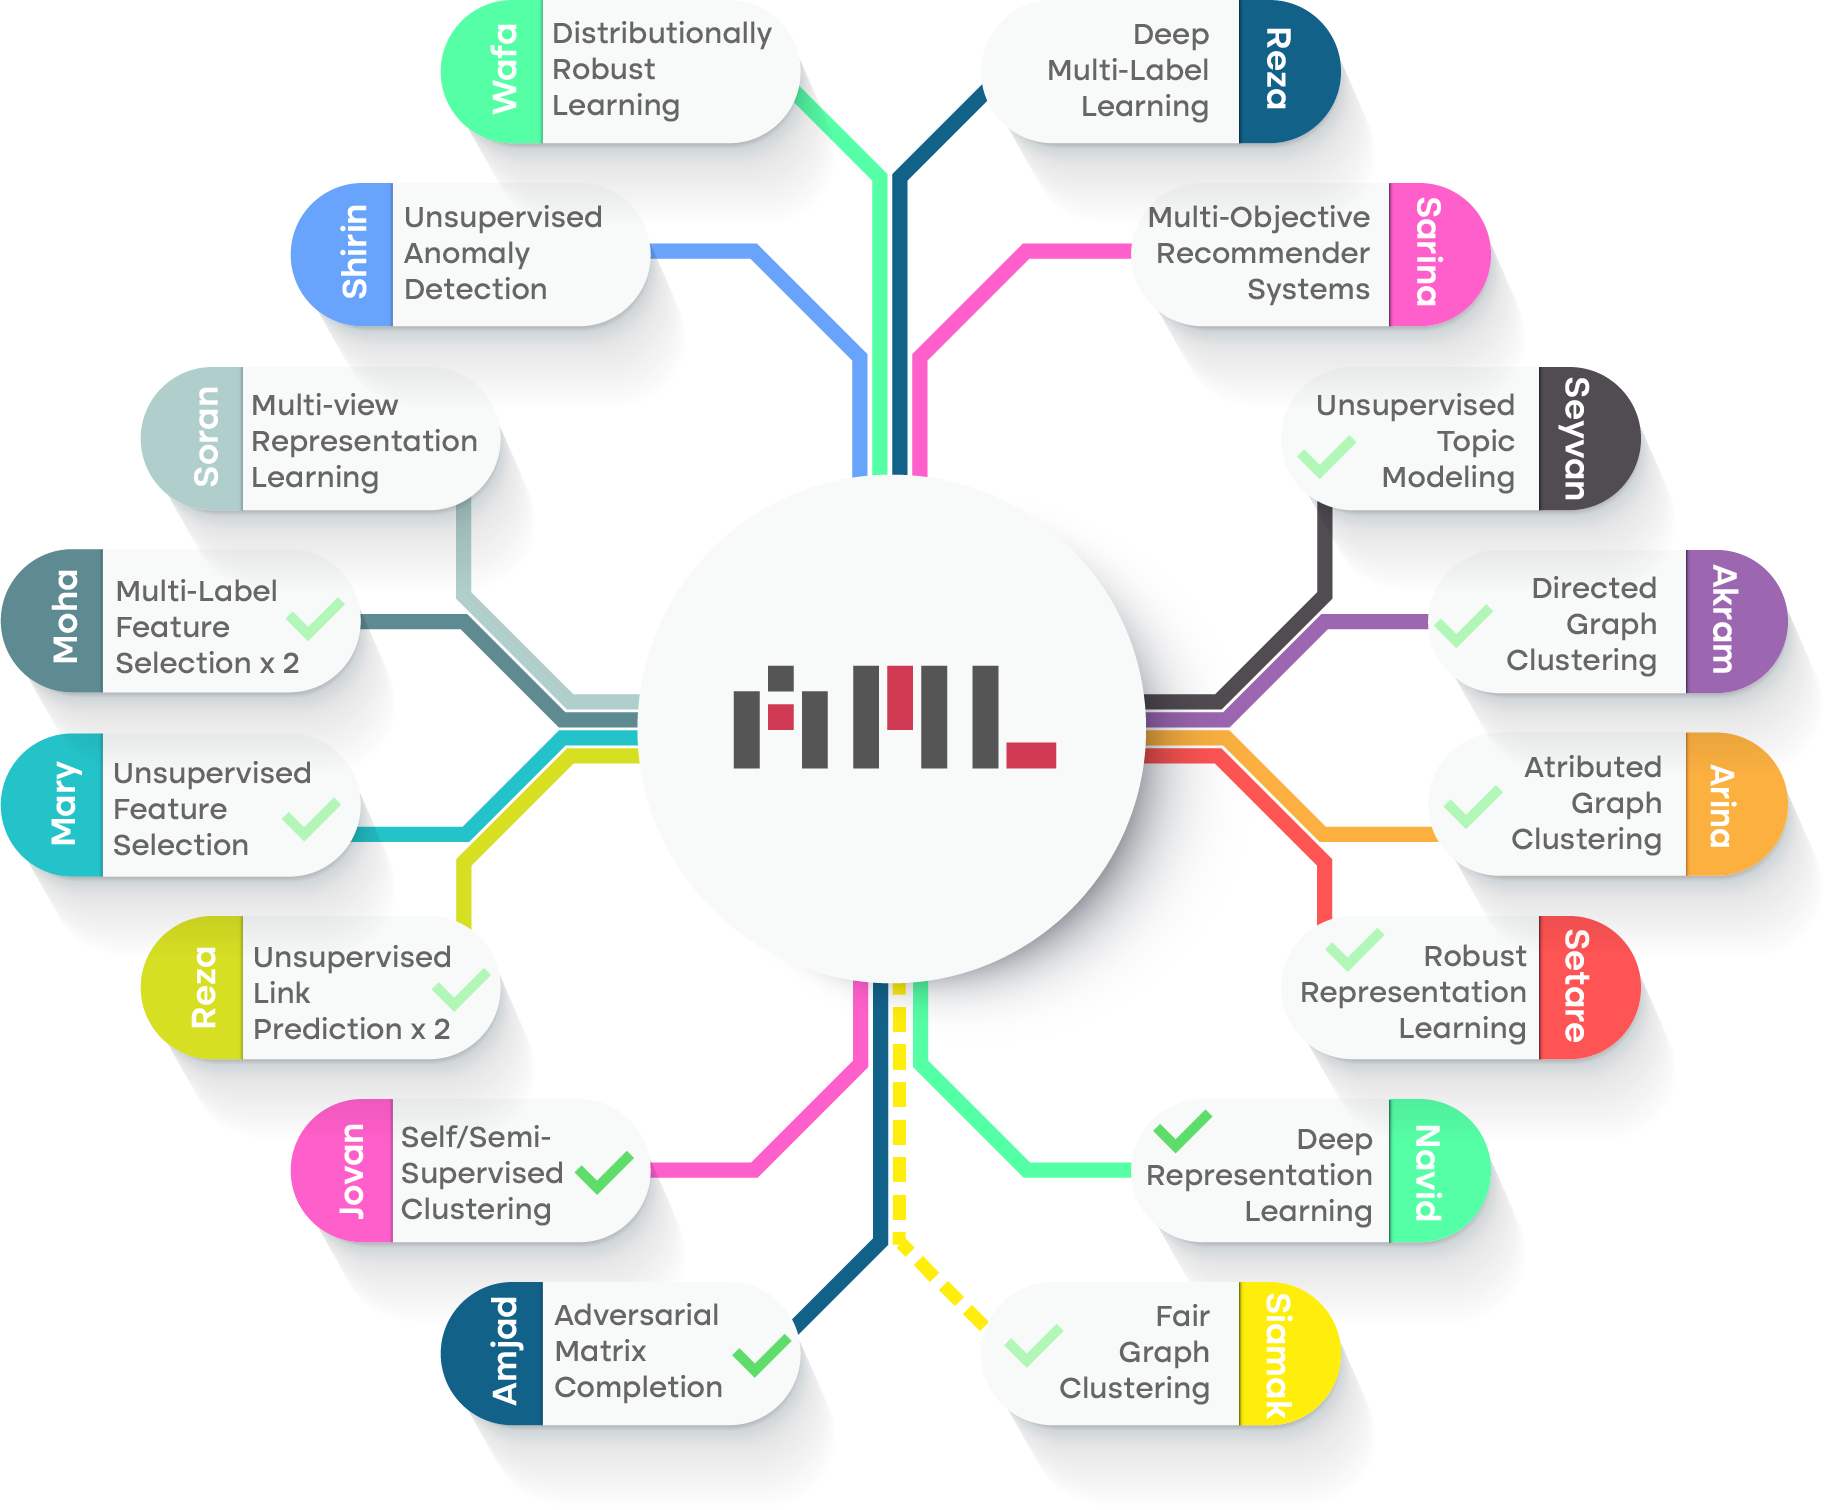 Wafa
Distributionally
Robust
Learning
Deep
Multi-Label
Learning
Reza
Shirin
Unsupervised
Anomaly
Detection
Multi-Objective
Recommender
Systems
Sarina
Soran
Multi-view
Representation
Learning
Unsupervised
Topic
Modeling
Seyvan
Moha
Multi-Label
Feature
Selection x 2
Directed
Graph
Clustering
Akram
AML
Mary
Unsupervised
Feature
Selection
Atributed
Graph
Clustering
Arina
Reza
Unsupervised
Link
Prediction x 2
Robust
Representation
Learning
Setare
Jovan
Self/Semi-
Supervised
Clustering
Deep
Representation
Learning
Navid
Amjad
Adversarial
Matrix
Completion
Fair
Graph
Clustering
Siamak